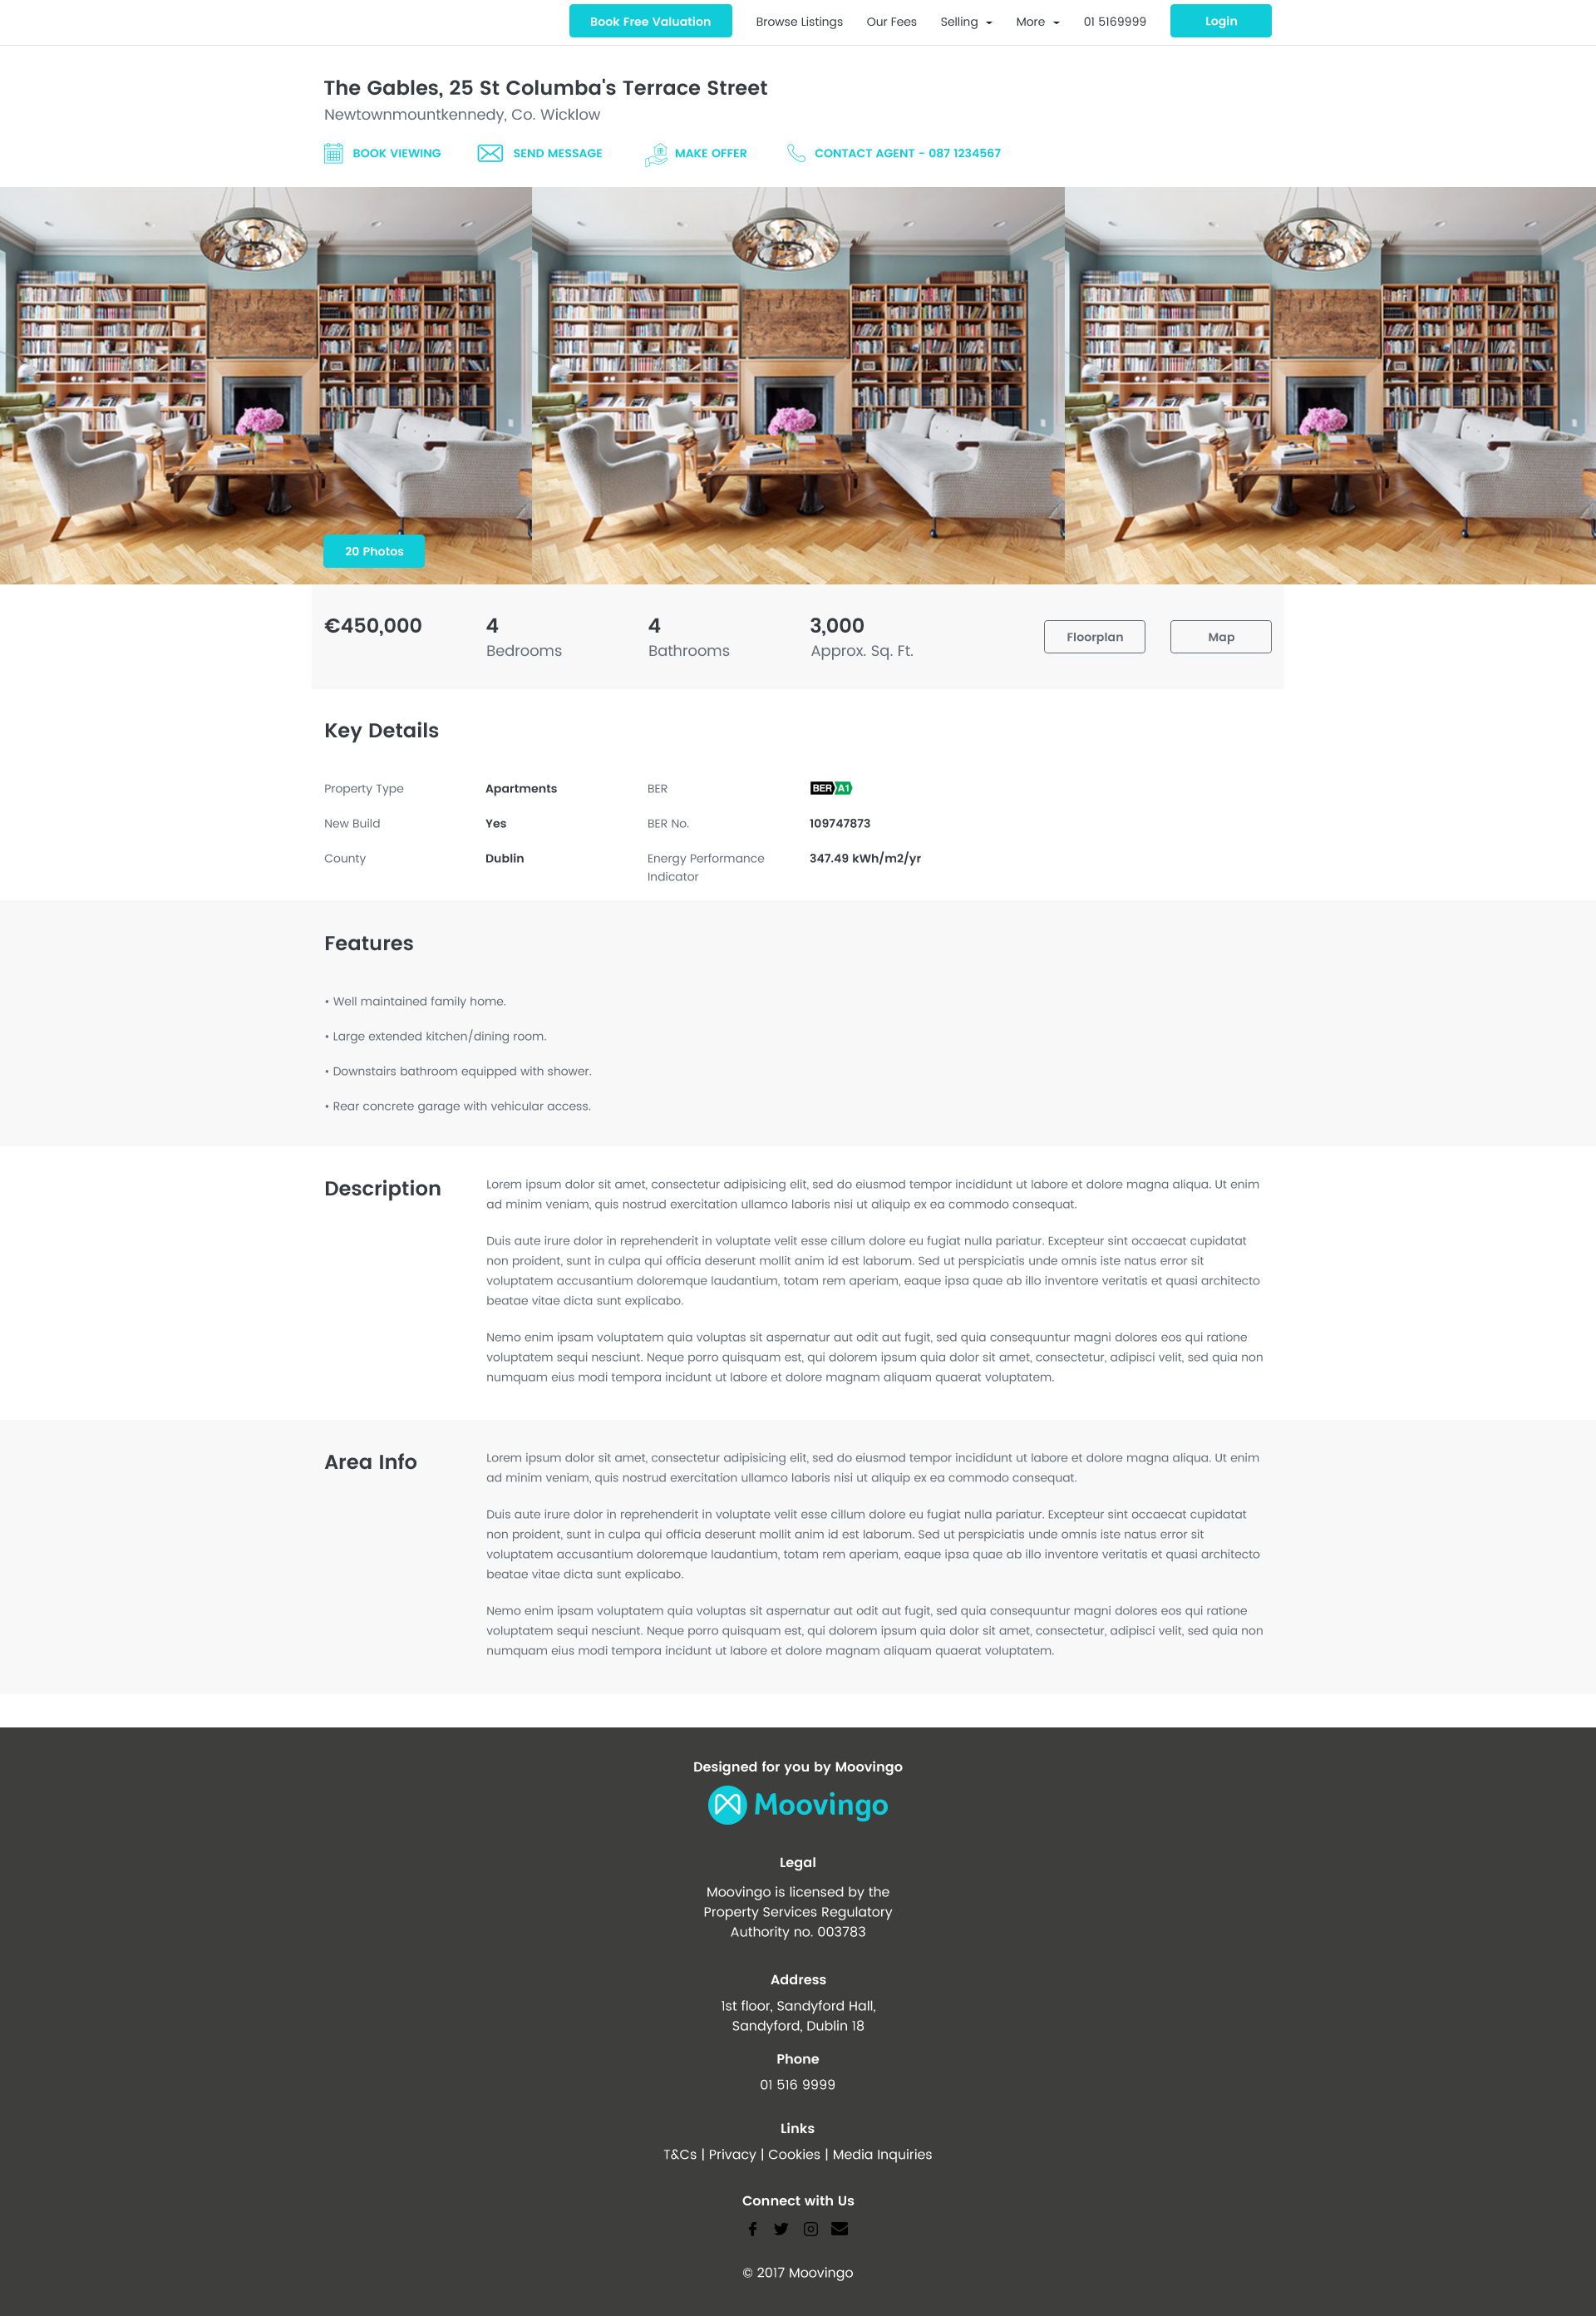 Book Free Valuation Browse Listings Our Fees Selling More 01 5169999 Login
The Gables, 25 St Columba's Terrace Street
Newtownmountkennedy, Co. Wicklow
BOOK VIEWING SEND MESSAGE MAKE OFFER CONTACT AGENT - 087 1234567
20 Photos
€450,000 4 4 3,000
Bedrooms Bathrooms Approx. Sq. Ft.
Floorplan Map
Key Details
Property Type Apartments BER BER A1
New Build Yes BER No. 109747873
County Dublin Energy Performance 347.49 kWh/m2/yr
Indicator
Features
• Well maintained family home.
• Large extended kitchen/dining room.
• Downstairs bathroom equipped with shower.
• Rear concrete garage with vehicular access.
Description
Lorem ipsum dolor sit amet, consectetur adipisicing elit, sed do eiusmod tempor incididunt ut labore et dolore magna aliqua. Ut enim
ad minim veniam, quis nostrud exercitation ullamco laboris nisi ut aliquip ex ea commodo consequat.
Duis aute irure dolor in reprehenderit in voluptate velit esse cillum dolore eu fugiat nulla pariatur. Excepteur sint occaecat cupidatat
non proident, sunt in culpa qui officia deserunt mollit anim id est laborum. Sed ut perspiciatis unde omnis iste natus error sit
voluptatem accusantium doloremque laudantium, totam rem aperiam, eaque ipsa quae ab illo inventore veritatis et quasi architecto
beatae vitae dicta sunt explicabo.
Nemo enim ipsam voluptatem quia voluptas sit aspernatur aut odit aut fugit, sed quia consequuntur magni dolores eos qui ratione
voluptatem sequi nesciunt. Neque porro quisquam est, qui dolorem ipsum quia dolor sit amet, consectetur, adipisci velit, sed quia non
numquam eius modi tempora incidunt ut labore et dolore magnam aliquam quaerat voluptatem.
Area Info
Lorem ipsum dolor sit amet, consectetur adipisicing elit, sed do eiusmod tempor incididunt ut labore et dolore magna aliqua. Ut enim
ad minim veniam, quis nostrud exercitation ullamco laboris nisi ut aliquip ex ea commodo consequat.
Duis aute irure dolor in reprehenderit in voluptate velit esse cillum dolore eu fugiat nulla pariatur. Excepteur sint occaecat cupidatat
non proident, sunt in culpa qui officia deserunt mollit anim id est laborum. Sed ut perspiciatis unde omnis iste natus error sit
voluptatem accusantium doloremque laudantium, totam rem aperiam, eaque ipsa quae ab illo inventore veritatis et quasi architecto
beatae vitae dicta sunt explicabo.
Nemo enim ipsam voluptatem quia voluptas sit aspernatur aut odit aut fugit, sed quia consequuntur magni dolores eos qui ratione
voluptatem sequi nesciunt. Neque porro quisquam est, qui dolorem ipsum quia dolor sit amet, consectetur, adipisci velit, sed quia non
numquam eius modi tempora incidunt ut labore et dolore magnam aliquam quaerat voluptatem.
Designed for you by Moovingo
Moovingo
Legal
Moovingo is licensed by the
Property Services Regulatory
Authority no. 003783
Address
1st floor, Sandyford Hall,
Sandyford, Dublin 18
Phone
01 516 9999
Links
T&Cs | Privacy | Cookies | Media Inquiries
Connect with Us
© 2017 Moovingo